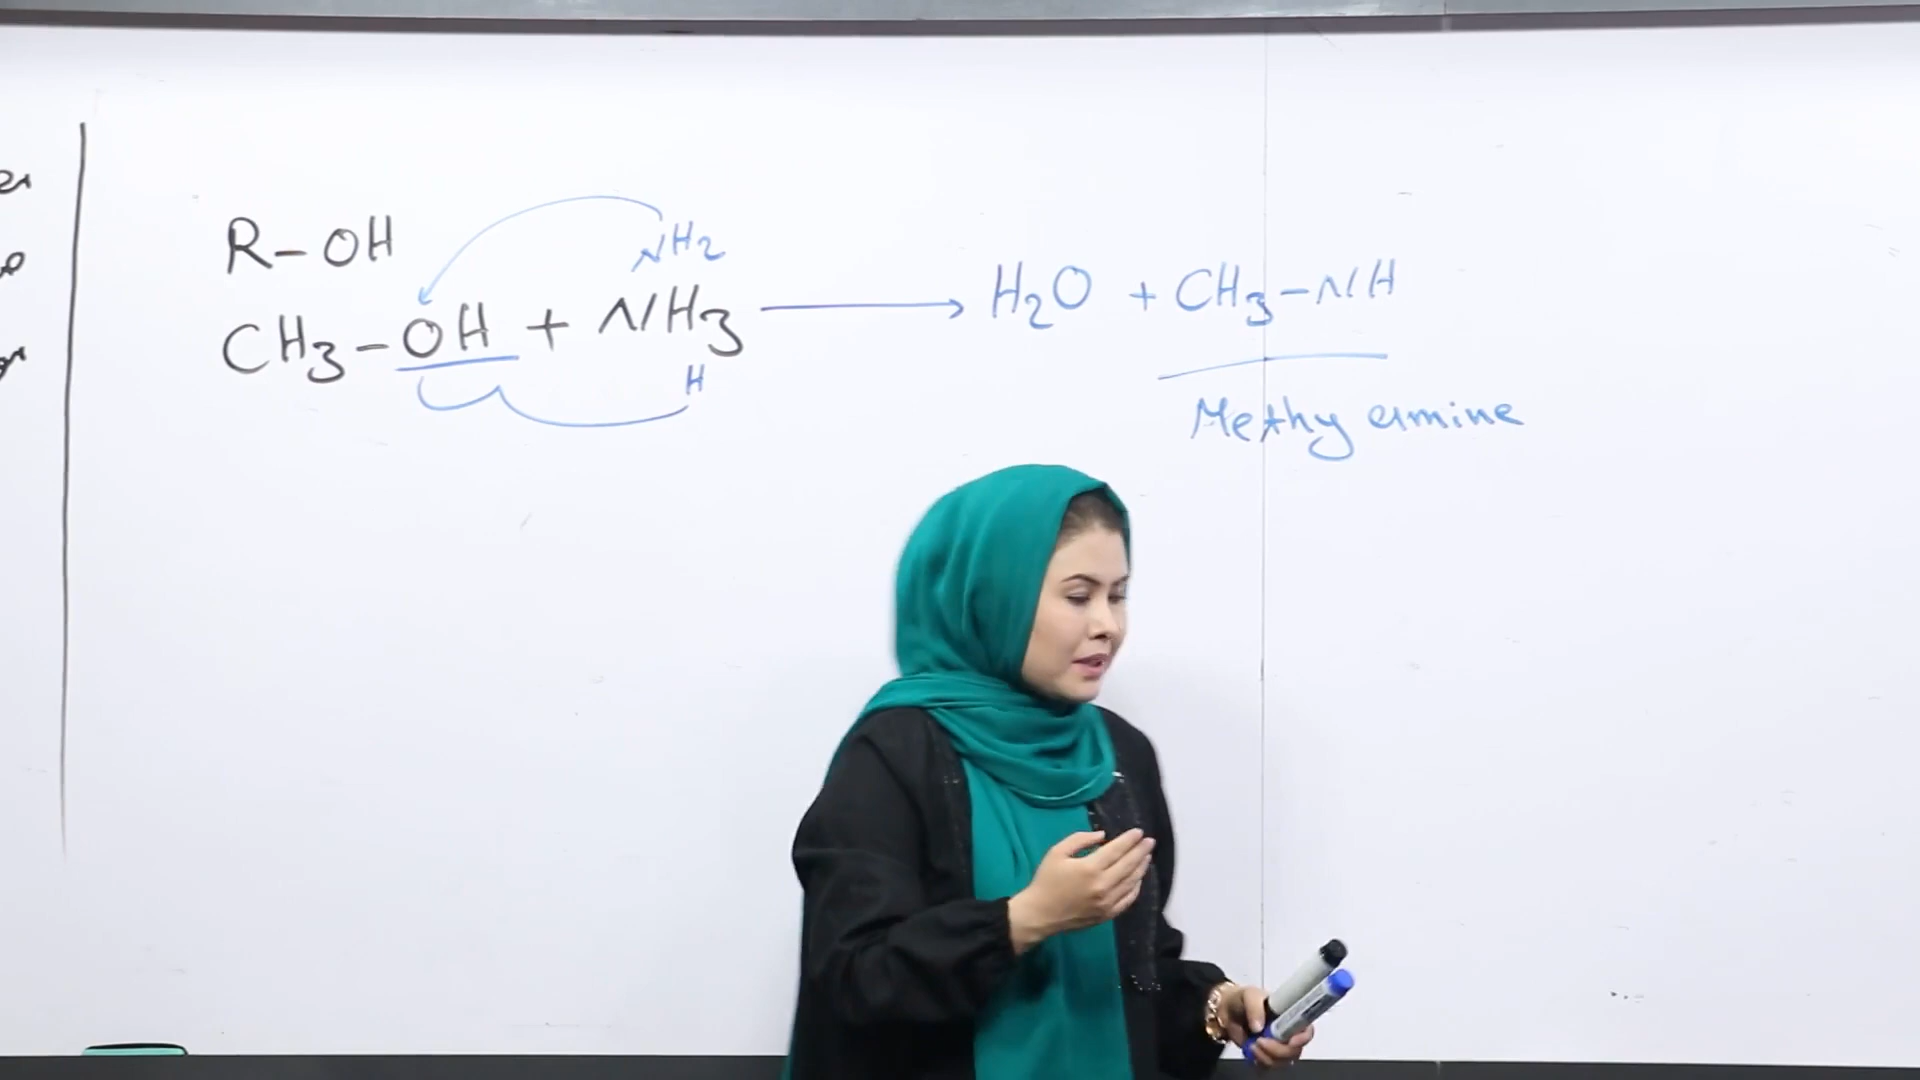 R-OH
NH2
CH3-OH + NH3 → H2O + CH3-NH
H
Methy amine